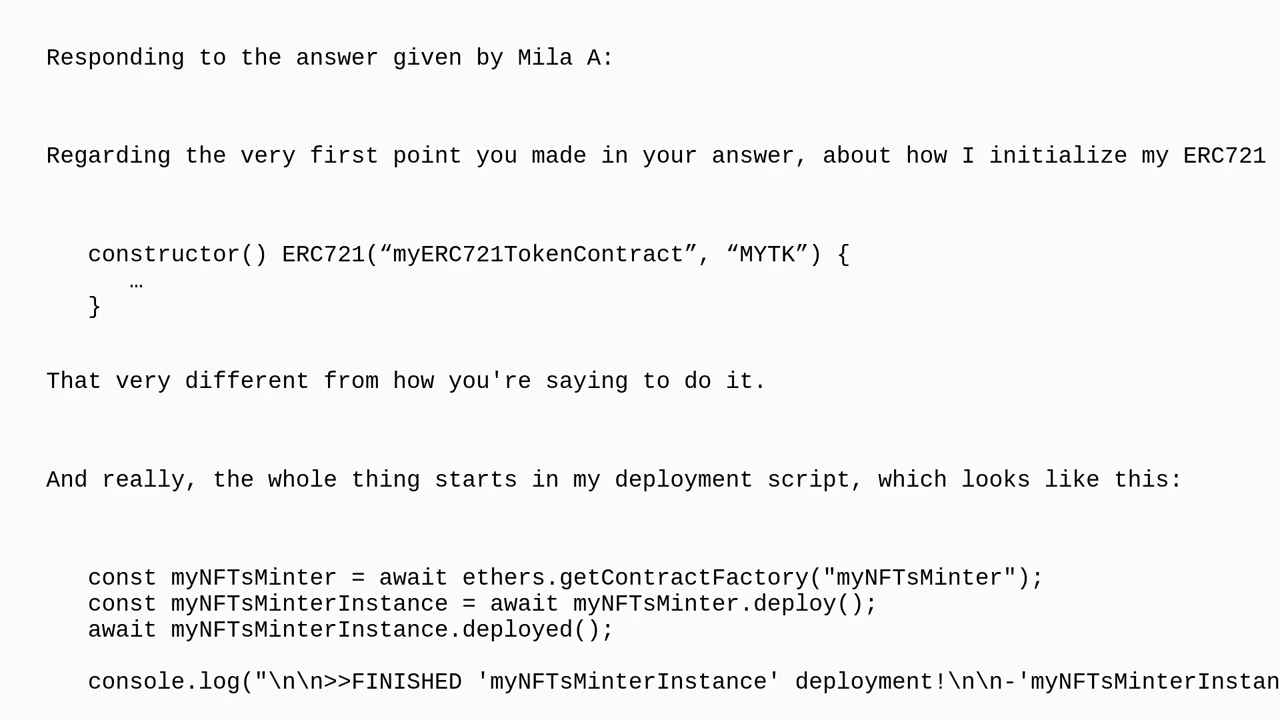 Responding to the answer given by Mila A:
Regarding the very first point you made in your answer, about how I initialize my ERC721
constructor() ERC721(“myERC721TokenContract”, “MYTK”) {
…
}
That very different from how you're saying to do it.
And really, the whole thing starts in my deployment script, which looks like this:
const myNFTsMinter = await ethers.getContractFactory("myNFTsMinter");
const myNFTsMinterInstance = await myNFTsMinter.deploy();
await myNFTsMinterInstance.deployed();
console.log("\n\n>>FINISHED 'myNFTsMinterInstance' deployment!\n\n-'myNFTsMinterInstan